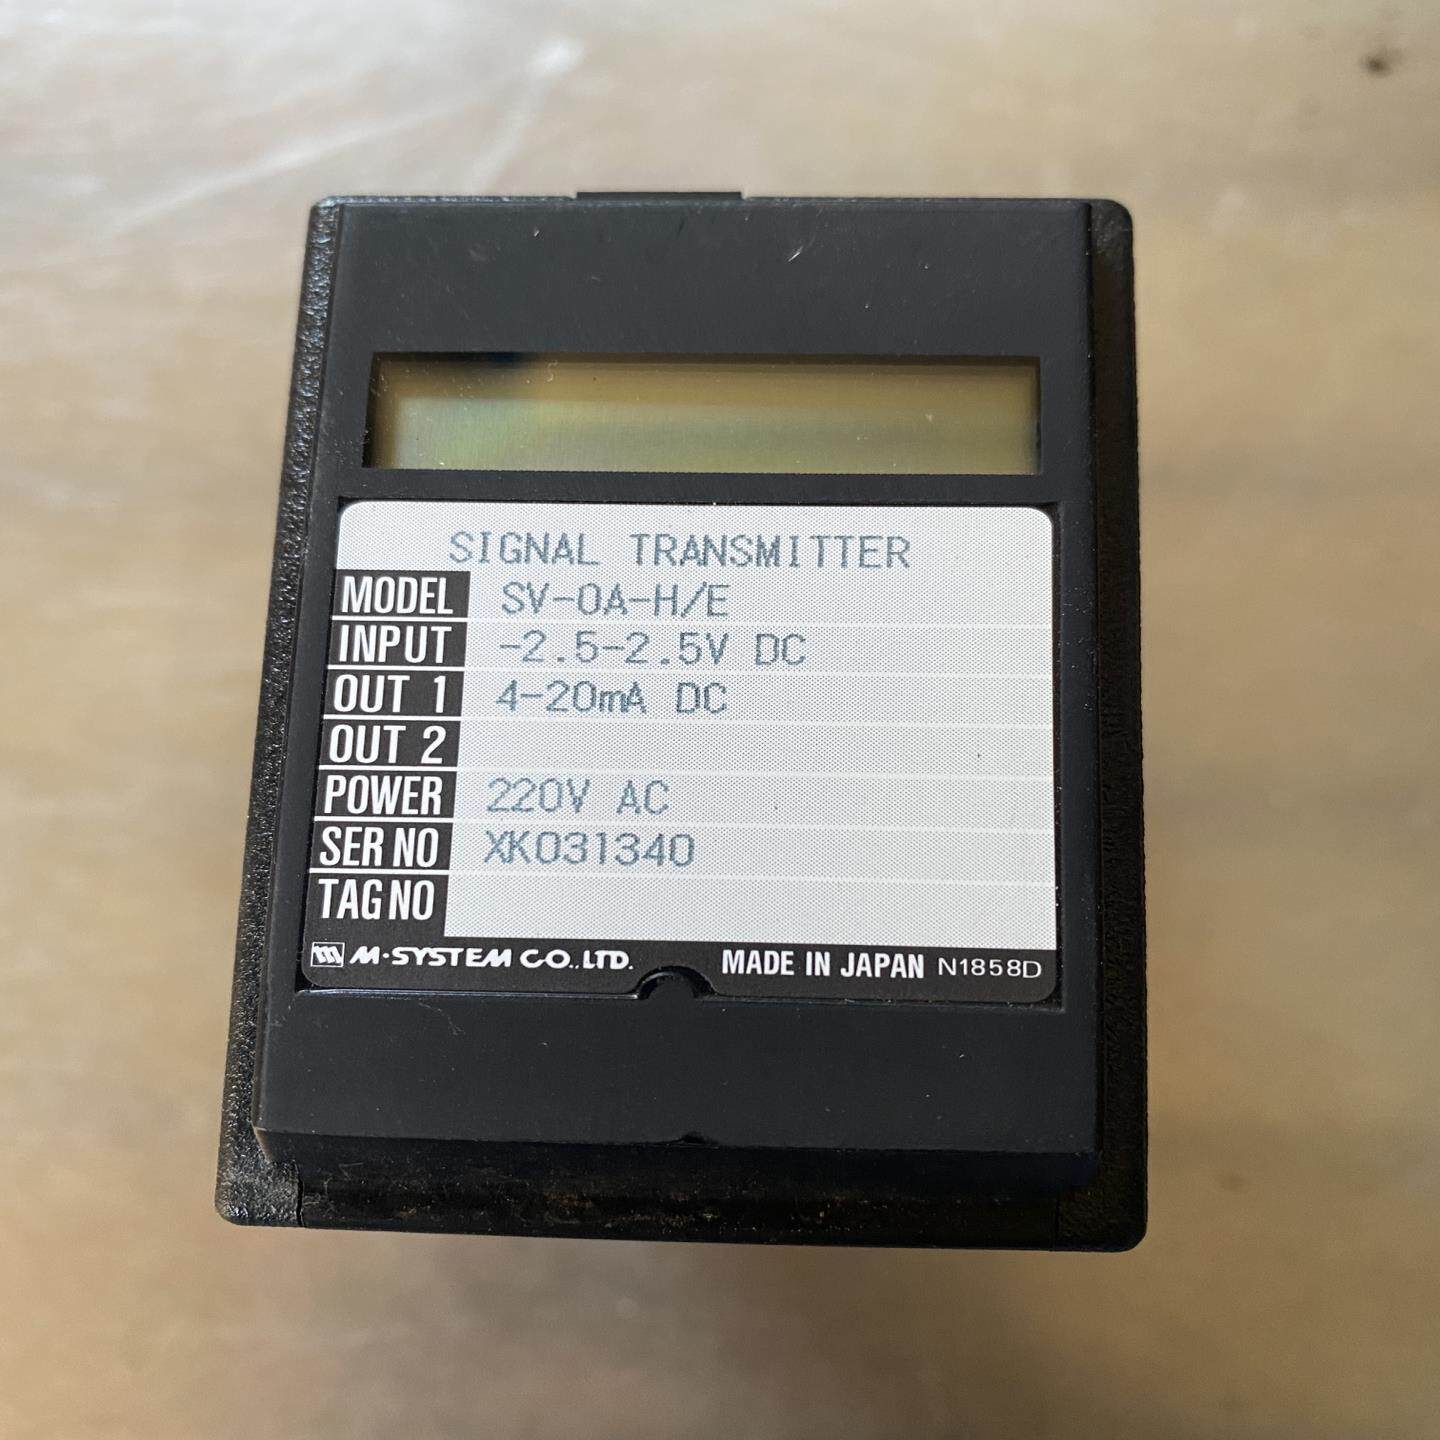 SIGNAL TRANSMITTER
MODEL SV-0A-H/E
INPUT -2.5-2.5V DC
OUT 1 4-20mA DC
OUT 2
POWER 220V AC
SER NO XK031340
TAG NO
M·SYSTEM CO.,LTD. MADE IN JAPAN N1858D